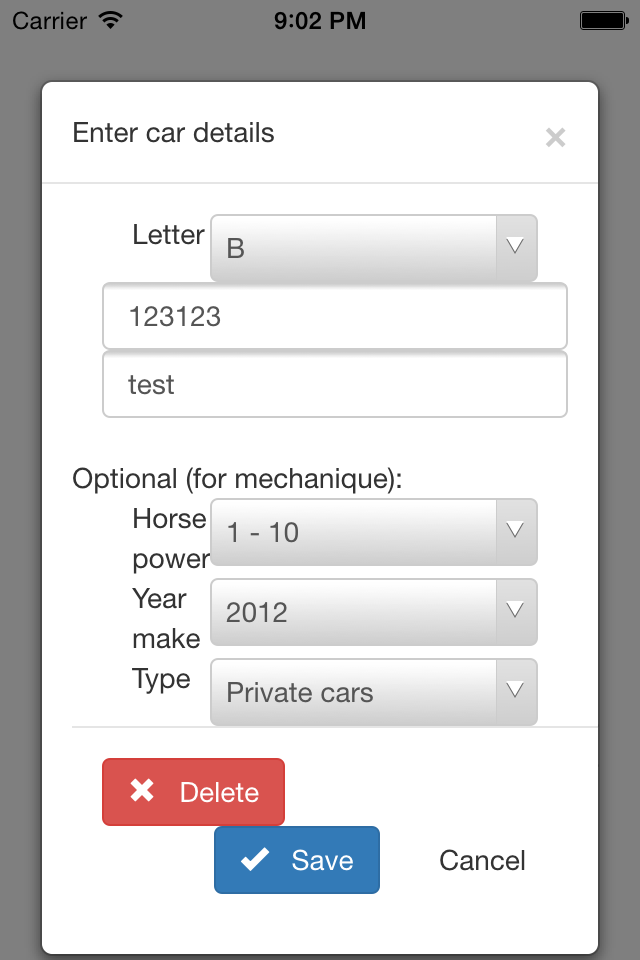 Carrier 9:02 PM
Enter car details ×
Letter B
123123
test
Optional (for mechanique):
Horse power 1 - 10
Year make 2012
Type Private cars
Delete
Save Cancel